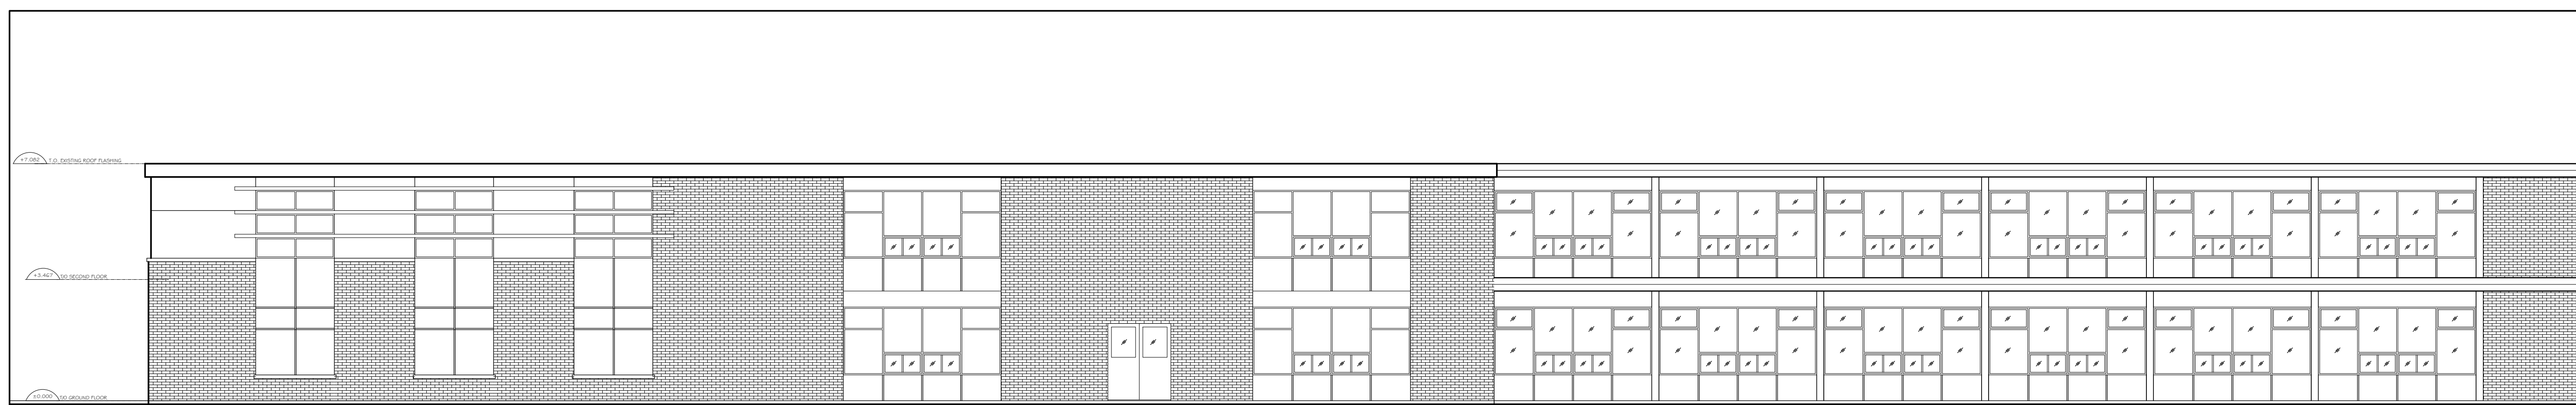 +7.082 T.O. EXISTING ROOF FLASHING
+3.467 T/O SECOND FLOOR
±0.000 T/O GROUND FLOOR